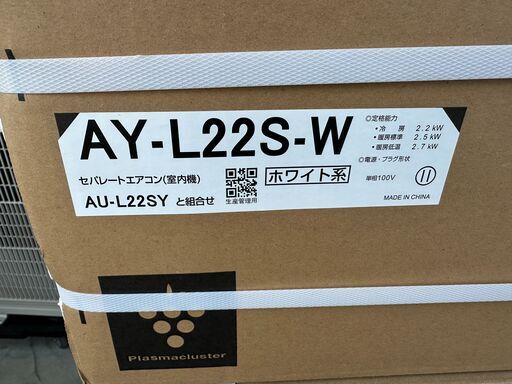 AY-L22S-W
セパレートエアコン(室内機)
AU-L22SY と組合せ
生産管理用
ホワイト系
◎定格能力
・冷 房 2.2 kW
・暖房標準 2.5 kW
・暖房低温 2.7 kW
◎電源・プラグ形状
単相100V
MADE IN CHINA
Plasmacluster